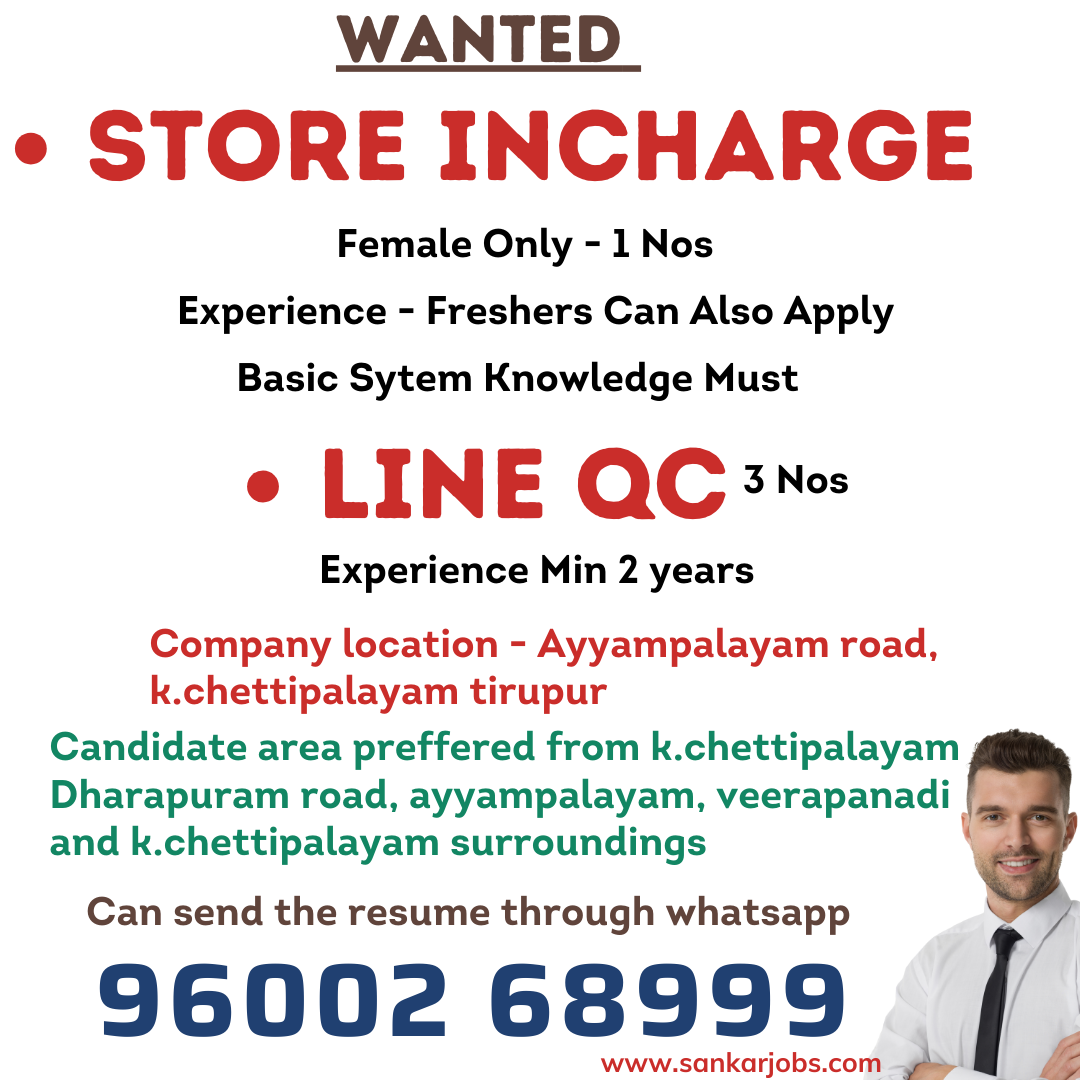 WANTED
• STORE INCHARGE
Female Only - 1 Nos
Experience - Freshers Can Also Apply
Basic Sytem Knowledge Must
• LINE QC 3 Nos
Experience Min 2 years
Company location - Ayyampalayam road,
k.chettipalayam tirupur
Candidate area preffered from k.chettipalayam
Dharapuram road, ayyampalayam, veerapanadi
and k.chettipalayam surroundings
Can send the resume through whatsapp
96002 68999
www.sankarjobs.com